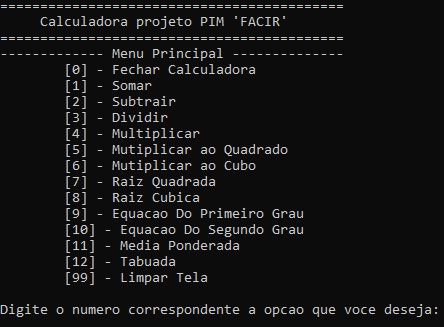 ===========================================
Calculadora projeto PIM 'FACIR'
===========================================
------------- Menu Principal --------------
[0] - Fechar Calculadora
[1] - Somar
[2] - Subtrair
[3] - Dividir
[4] - Multiplicar
[5] - Mutiplicar ao Quadrado
[6] - Mutiplicar ao Cubo
[7] - Raiz Quadrada
[8] - Raiz Cubica
[9] - Equacao Do Primeiro Grau
[10] - Equacao Do Segundo Grau
[11] - Media Ponderada
[12] - Tabuada
[99] - Limpar Tela
Digite o numero correspondente a opcao que voce deseja: